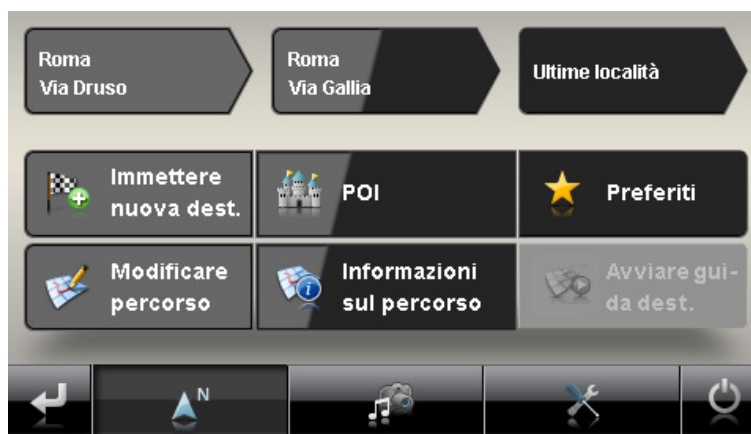 Roma
Via Druso
Roma
Via Gallia
Ultime località
Immettere
nuova dest.
POI
Preferiti
Modificare
percorso
Informazioni
sul percorso
Avviare gui-
da dest.
N